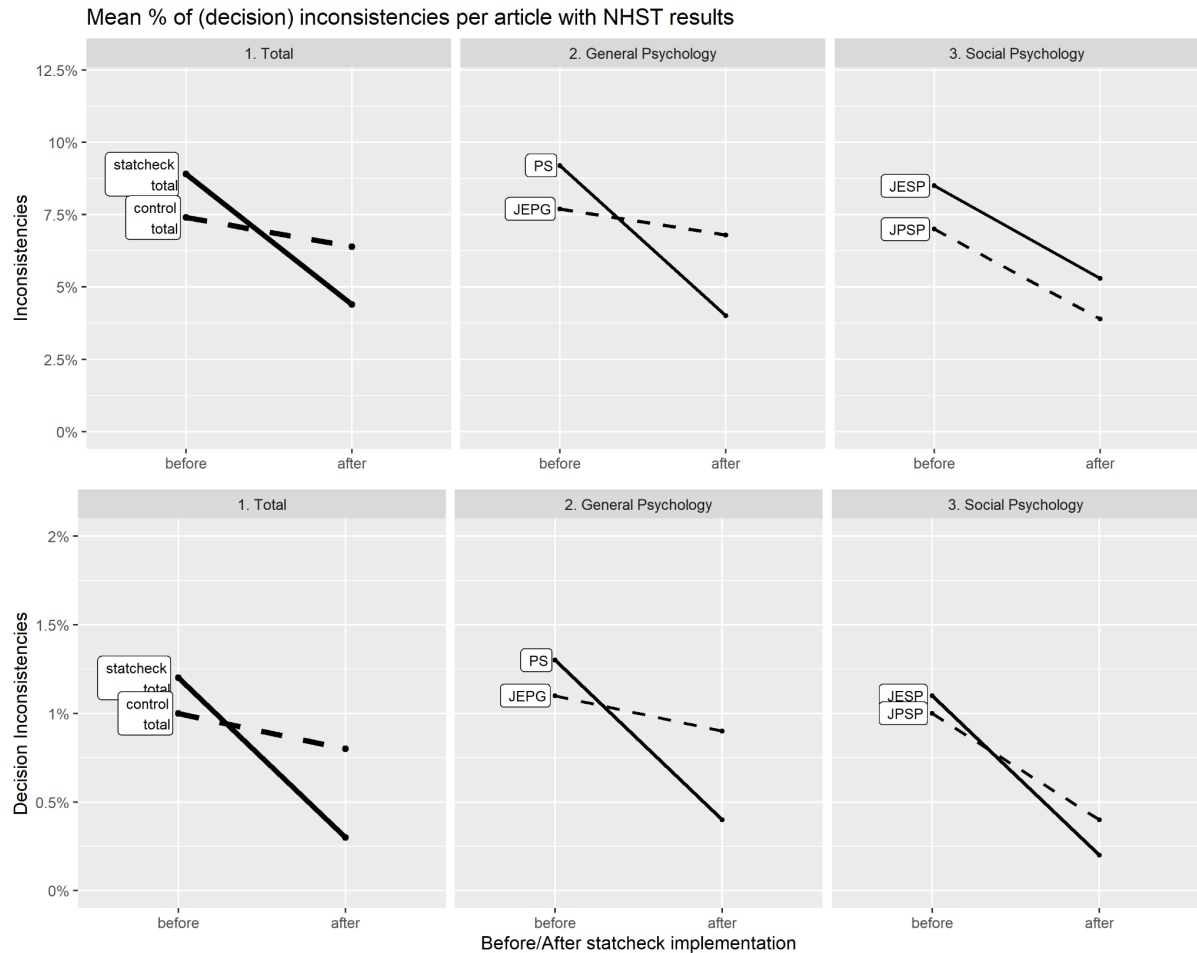 Mean % of (decision) inconsistencies per article with NHST results
1. Total
2. General Psychology
3. Social Psychology
Inconsistencies
12.5%
10%
7.5%
5%
2.5%
0%
statcheck
total
control
total
PS
JEPG
JESP
JPSP
before
after
before
after
before
after
1. Total
2. General Psychology
3. Social Psychology
Decision Inconsistencies
2%
1.5%
1%
0.5%
0%
statcheck
total
control
total
PS
JEPG
JESP
JPSP
before
after
before
after
before
after
Before/After statcheck implementation